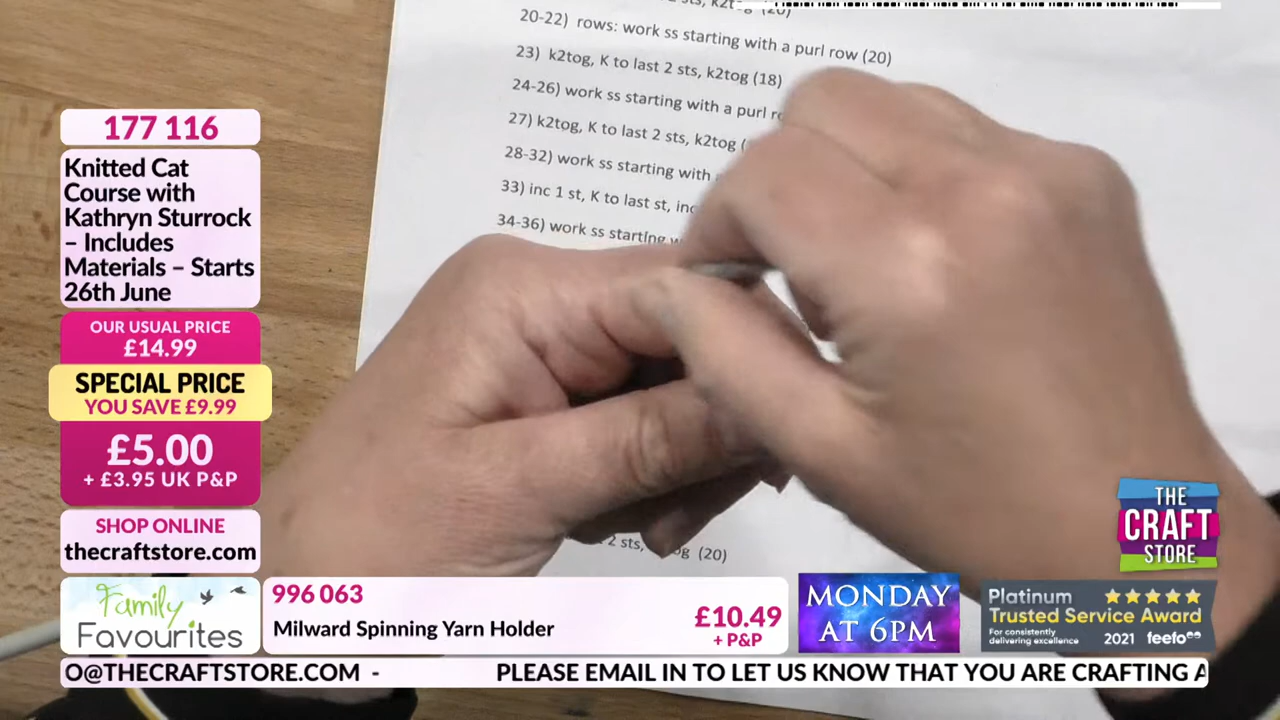 20-22) rows: work ss starting with a purl row (20)
23) k2tog, K to last 2 sts, k2tog (18)
24-26) work ss starting with a purl
27) k2tog, K to last 2 sts, k2tog (
28-32) work ss starting with
33) inc 1 st, K to last st, inc
34-36) work ss starting
2 sts, (20)
177 116
Knitted Cat
Course with
Kathryn Sturrock
– Includes
Materials – Starts
26th June
OUR USUAL PRICE
£14.99
SPECIAL PRICE
YOU SAVE £9.99
£5.00
+ £3.95 UK P&P
SHOP ONLINE
thecraftstore.com
THE
CRAFT
STORE
Family
Favourites
996 063
Milward Spinning Yarn Holder
£10.49
+ P&P
MONDAY
AT 6PM
Platinum
Trusted Service Award
For consistently
delivering excellence
2021 feefo
O@THECRAFTSTORE.COM - PLEASE EMAIL IN TO LET US KNOW THAT YOU ARE CRAFTING A